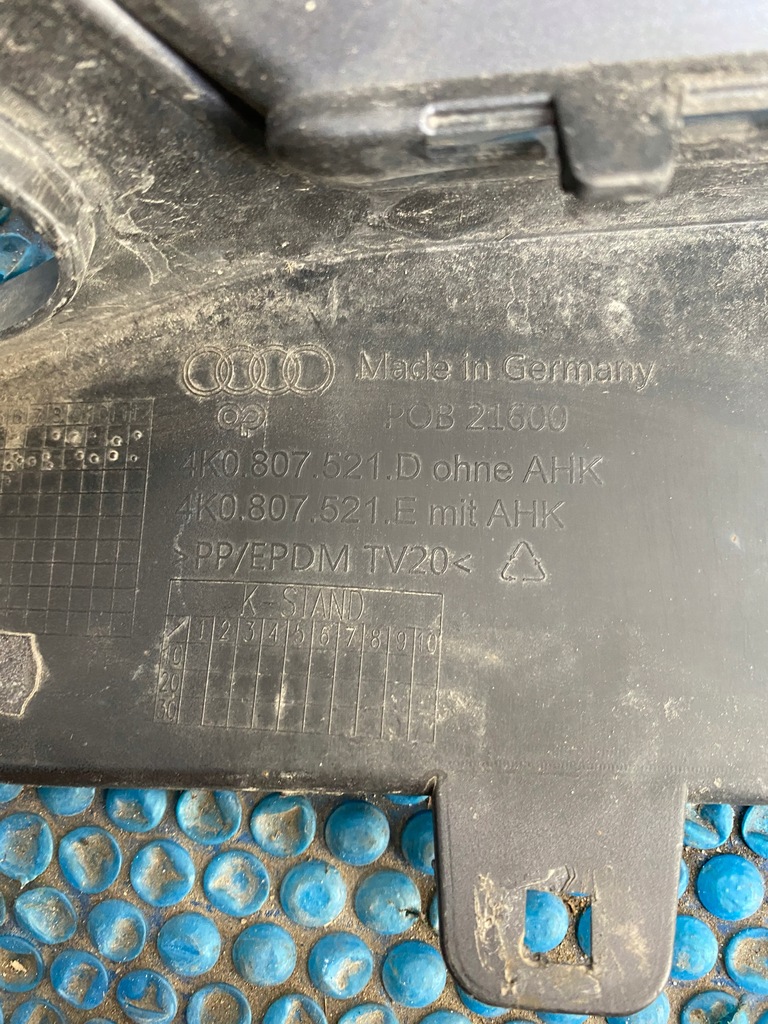 Made in Germany
POB 21600
4K0.807.521.D ohne AHK
4K0.807.521.E mit AHK
>PP/EPDM TV20<
K-STAND
1 2 3 4 5 6 7 8 9 10
10
20
30